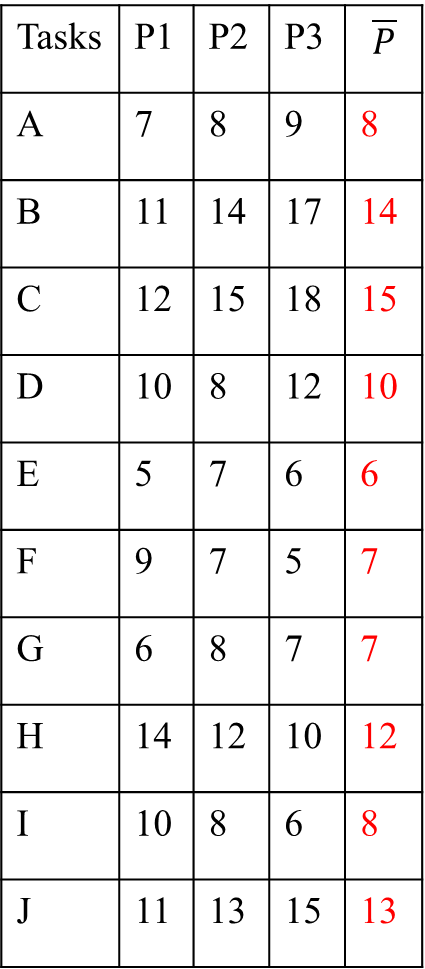 Tasks P1 P2 P3 P̅
A 7 8 9 8
B 11 14 17 14
C 12 15 18 15
D 10 8 12 10
E 5 7 6 6
F 9 7 5 7
G 6 8 7 7
H 14 12 10 12
I 10 8 6 8
J 11 13 15 13